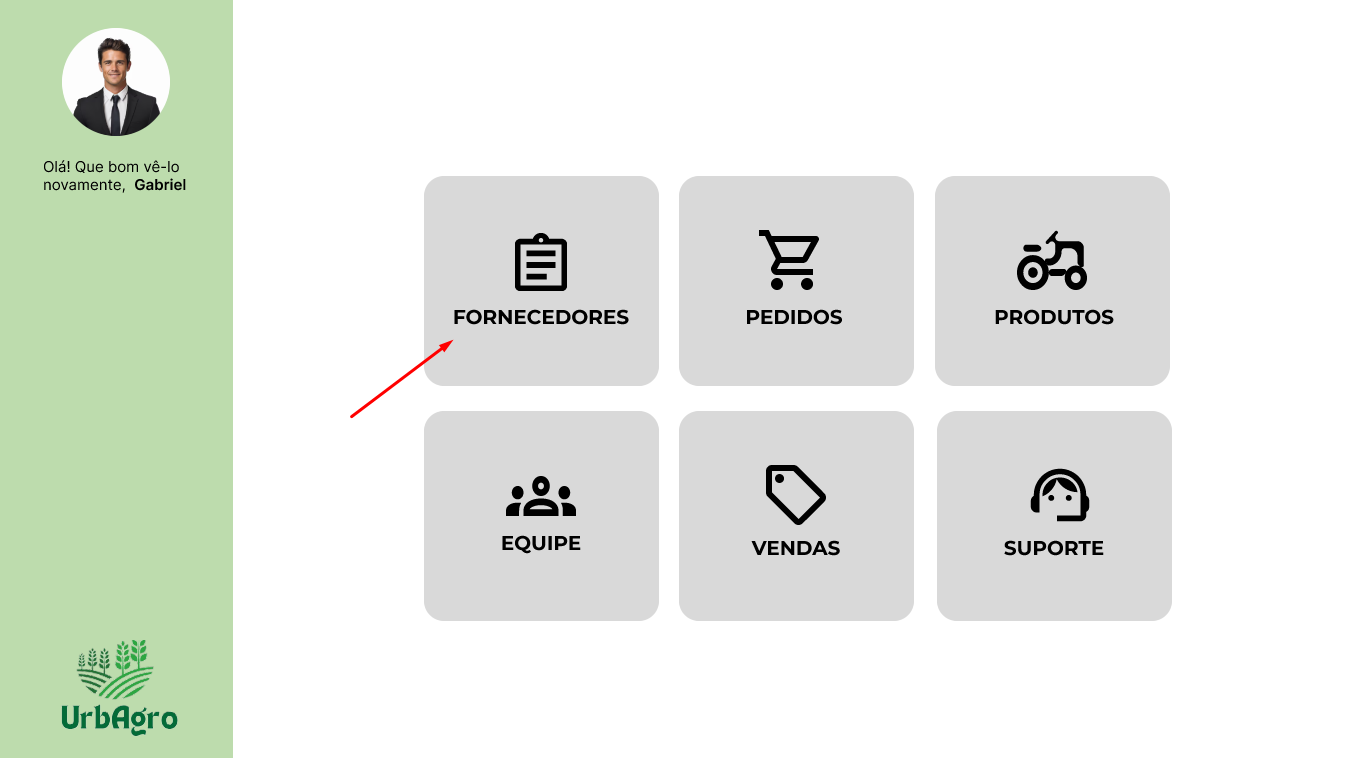 Olá! Que bom vê-lo
novamente, Gabriel
FORNECEDORES
PEDIDOS
PRODUTOS
EQUIPE
VENDAS
SUPORTE
UrbAgro